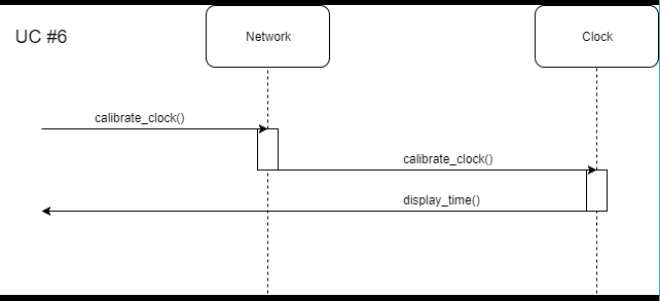 UC #6
Network
Clock
calibrate_clock()
calibrate_clock()
display_time()